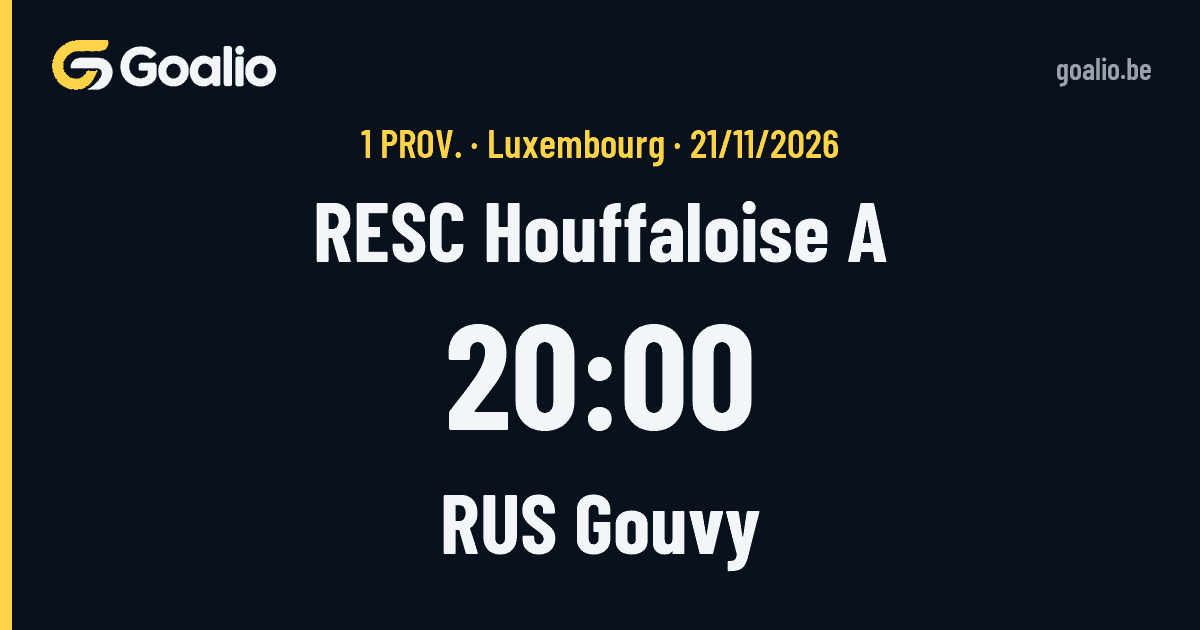 Goalio
goalio.be
1 PROV. · Luxembourg · 21/11/2026
RESC Houffaloise A
20:00
RUS Gouvy